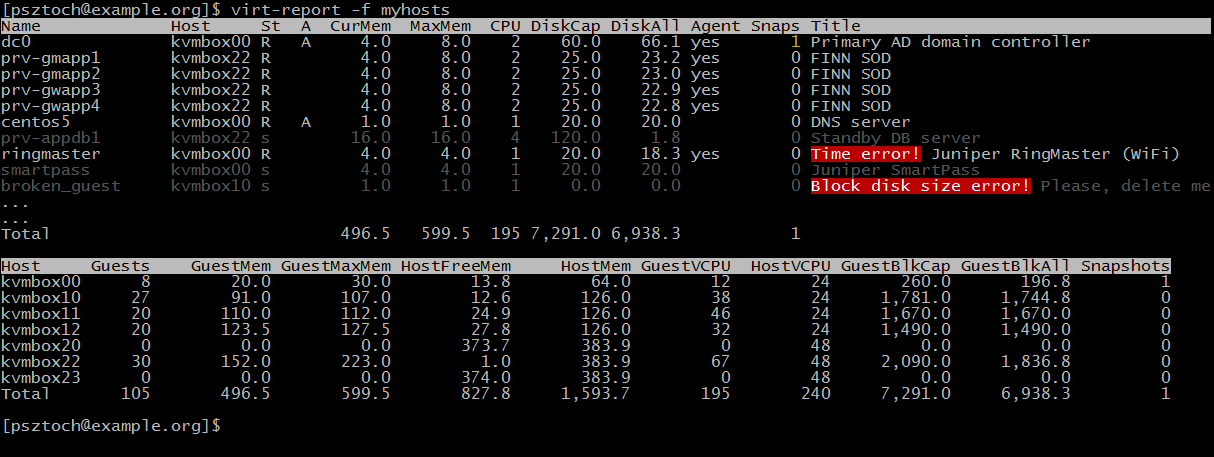 [psztoch@example.org]$ virt-report -f myhosts
Name Host St A CurMem MaxMem CPU DiskCap DiskAll Agent Snaps Title
dc0 kvmbox00 R A 4.0 8.0 2 60.0 66.1 yes 1 Primary AD domain controller
prv-gmapp1 kvmbox22 R 4.0 8.0 2 25.0 23.2 yes 0 FINN SOD
prv-gmapp2 kvmbox22 R 4.0 8.0 2 25.0 23.0 yes 0 FINN SOD
prv-gwapp3 kvmbox22 R 4.0 8.0 2 25.0 22.9 yes 0 FINN SOD
prv-gwapp4 kvmbox22 R 4.0 8.0 2 25.0 22.8 yes 0 FINN SOD
centos5 kvmbox00 R A 1.0 1.0 1 20.0 20.0 0 DNS server
prv-appdb1 kvmbox22 s 16.0 16.0 4 120.0 1.8 0 Standby DB server
ringmaster kvmbox00 R 4.0 4.0 1 20.0 18.3 yes 0 Time error! Juniper RingMaster (WiFi)
smartpass kvmbox00 s 4.0 4.0 1 20.0 20.0 0 Juniper SmartPass
broken_guest kvmbox10 s 1.0 1.0 1 0.0 0.0 0 Block disk size error! Please, delete me
...
...
Total 496.5 599.5 195 7,291.0 6,938.3 1
Host Guests GuestMem GuestMaxMem HostFreeMem HostMem GuestVCPU HostVCPU GuestBlkCap GuestBlkAll Snapshots
kvmbox00 8 20.0 30.0 13.8 64.0 12 24 260.0 196.8 1
kvmbox10 27 91.0 107.0 12.6 126.0 38 24 1,781.0 1,744.8 0
kvmbox11 20 110.0 112.0 24.9 126.0 46 24 1,670.0 1,670.0 0
kvmbox12 20 123.5 127.5 27.8 126.0 32 24 1,490.0 1,490.0 0
kvmbox20 0 0.0 0.0 373.7 383.9 0 48 0.0 0.0 0
kvmbox22 30 152.0 223.0 1.0 383.9 67 48 2,090.0 1,836.8 0
kvmbox23 0 0.0 0.0 374.0 383.9 0 48 0.0 0.0 0
Total 105 496.5 599.5 827.8 1,593.7 195 240 7,291.0 6,938.3 1
[psztoch@example.org]$